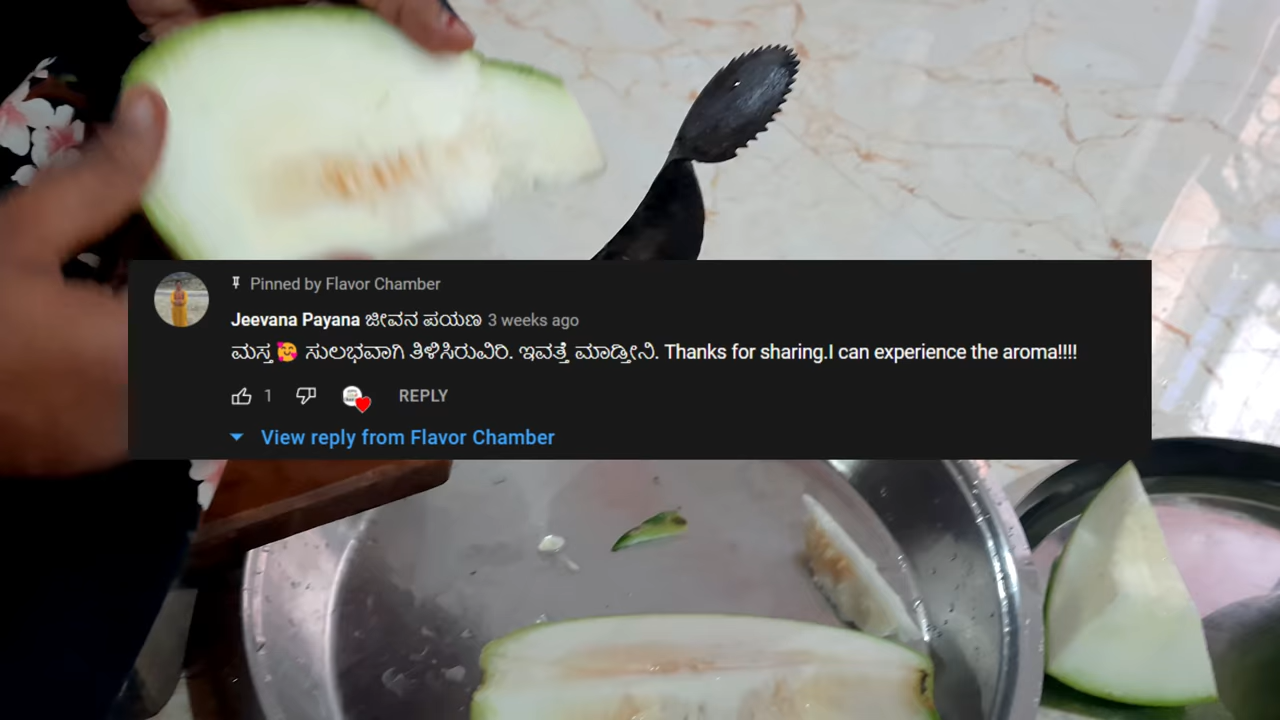 Pinned by Flavor Chamber
Jeevana Payana ಜೀವನ ಪಯಣ 3 weeks ago
ಮಸ್ತ 🥰 ಸುಲಭವಾಗಿ ತಿಳಿಸಿರುವಿರಿ. ಇವತ್ತೆ ಮಾಡ್ತೀನಿ. Thanks for sharing.I can experience the aroma!!!!
1 REPLY
View reply from Flavor Chamber